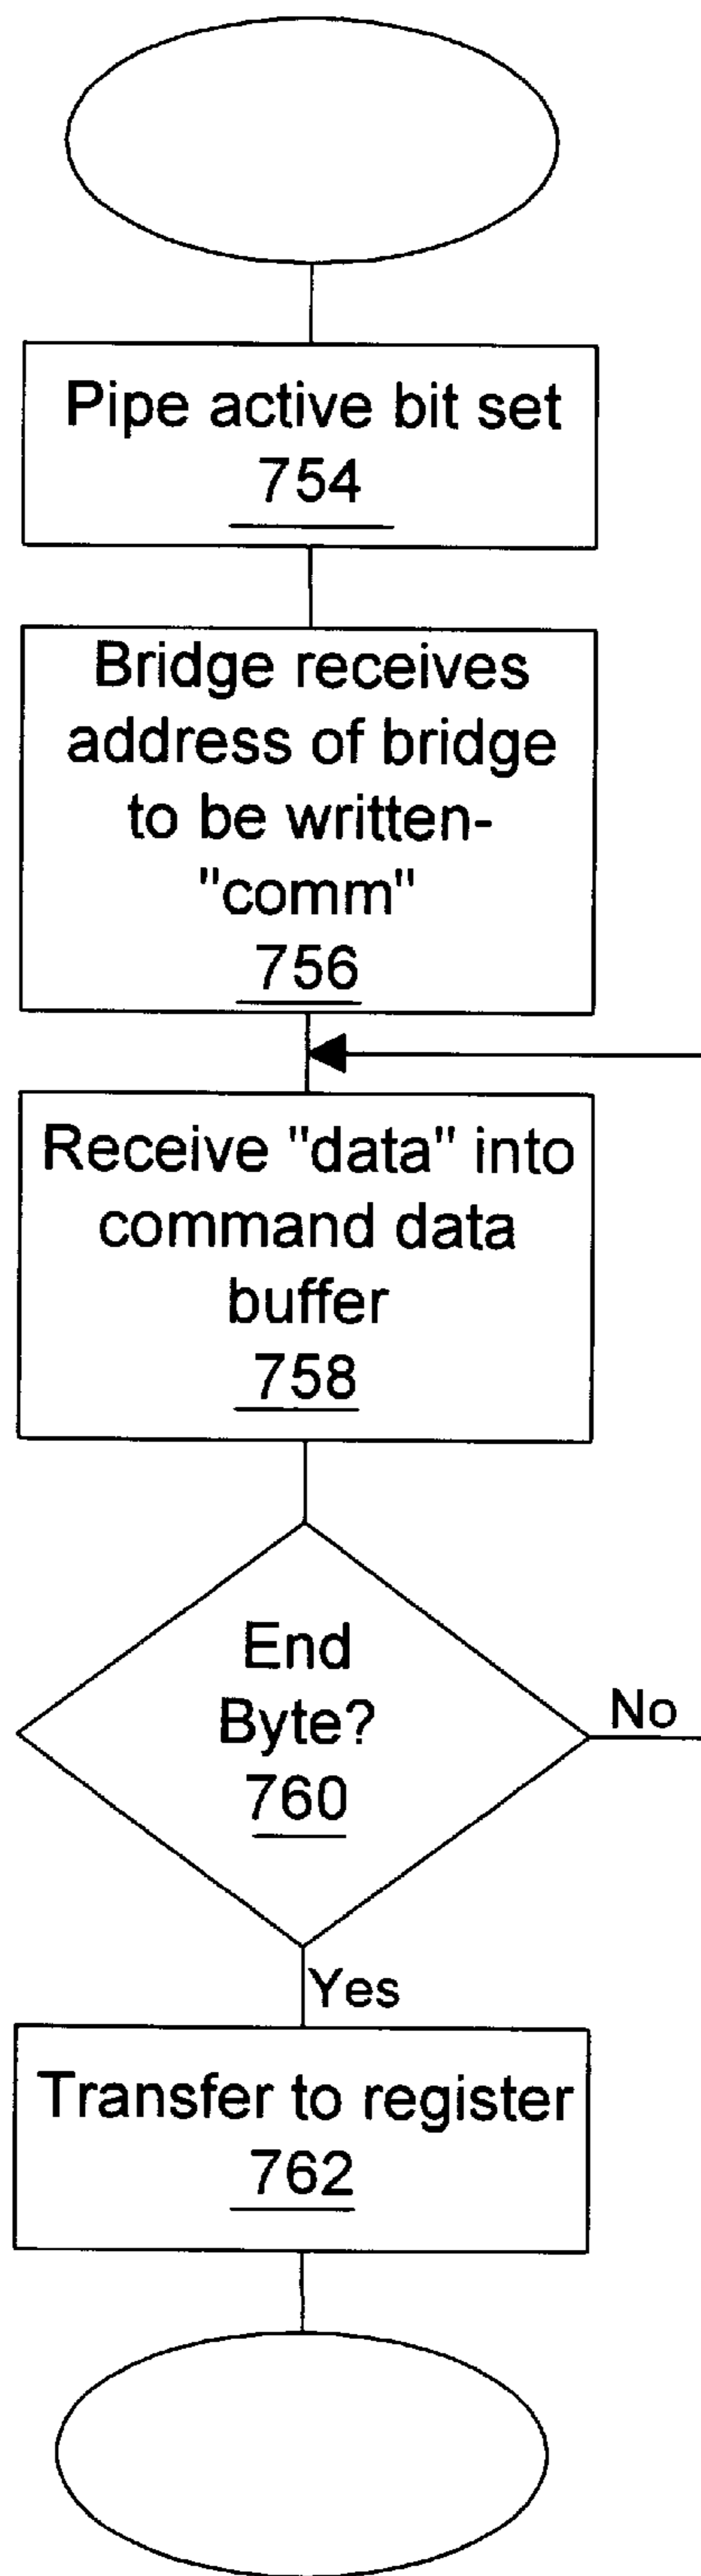 Pipe active bit set
754
Bridge receives
address of bridge
to be written-
"comm"
756
Receive "data" into
command data
buffer
758
End
Byte?
760
No
Yes
Transfer to register
762